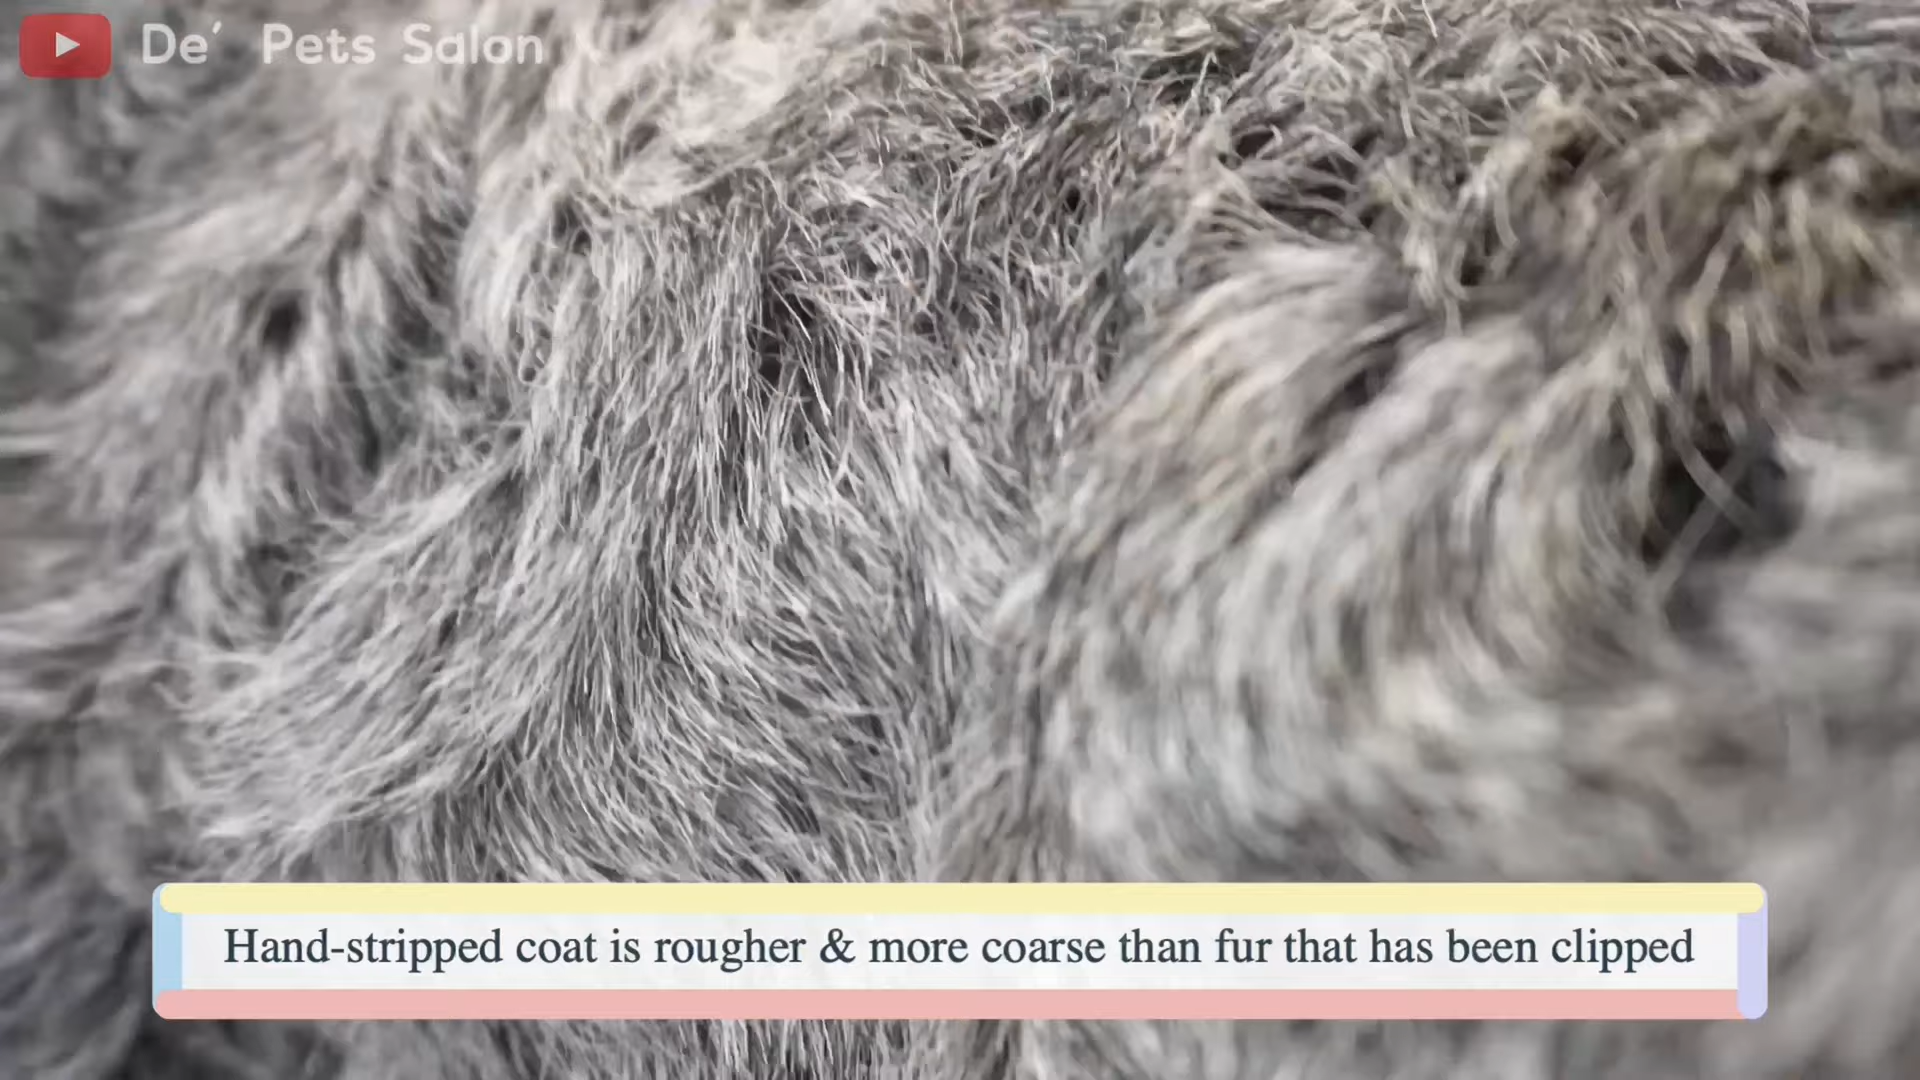 De' Pets Salon
Hand-stripped coat is rougher & more coarse than fur that has been clipped